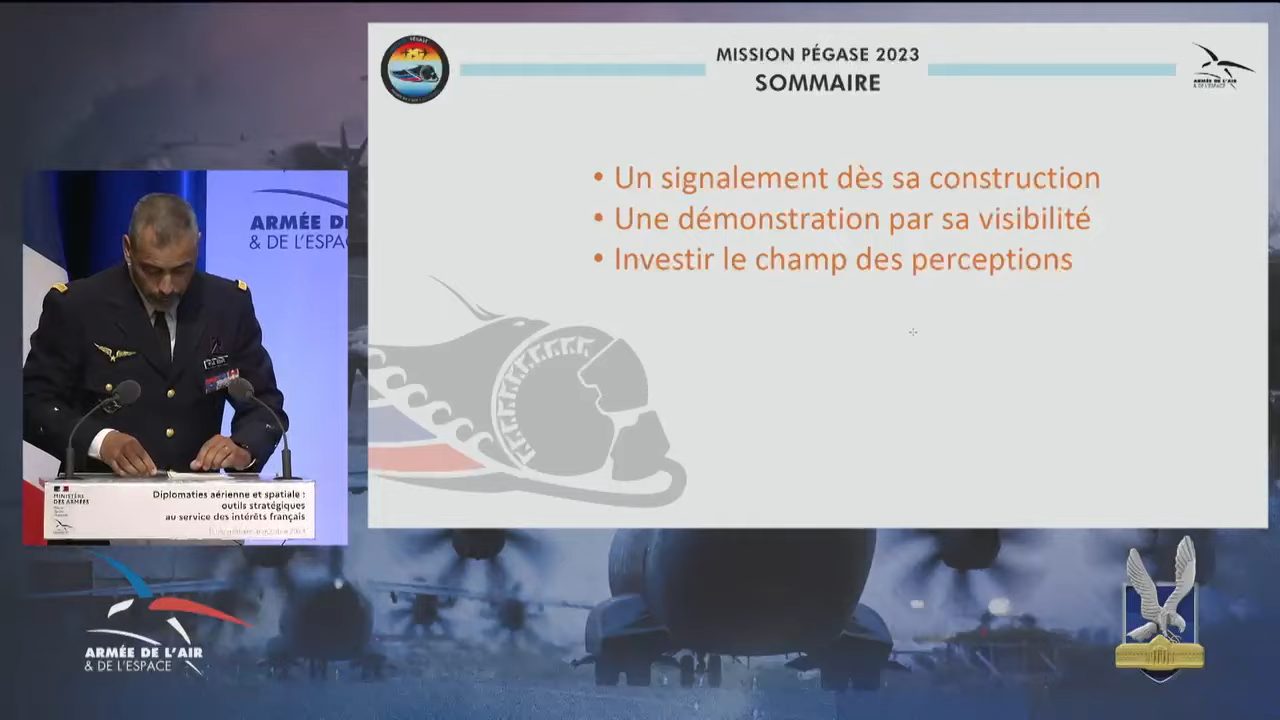 PÉGASE
MISSION PÉGASE 2023
SOMMAIRE
ARMÉE DE L'AIR
& DE L'ESPACE
• Un signalement dès sa construction
• Une démonstration par sa visibilité
• Investir le champ des perceptions
ARMÉE DE
& DE L'ESPAC
MINISTÈRE
DES ARMÉES
Diplomaties aérienne et spatiale :
outils stratégiques
au service des intérêts français
ARMÉE DE L'AIR
& DE L'ESPACE